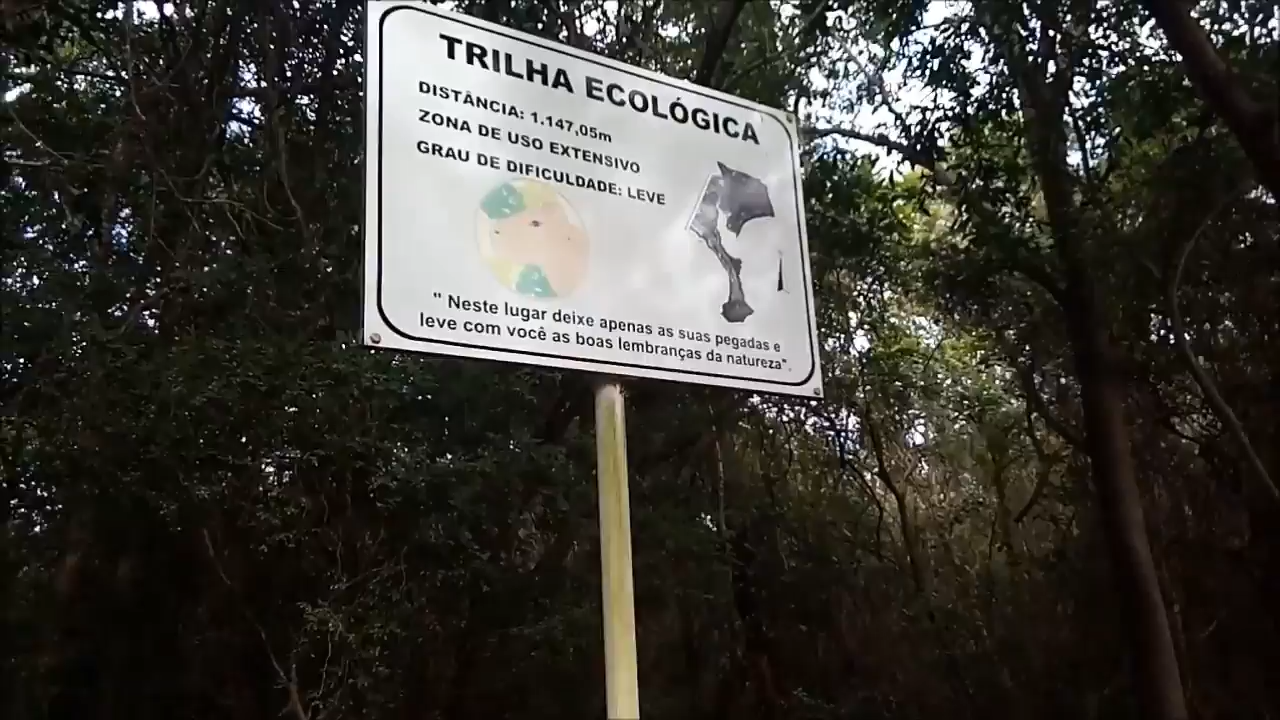 TRILHA ECOLÓGICA
DISTÂNCIA: 1.147,05m
ZONA DE USO EXTENSIVO
GRAU DE DIFICULDADE: LEVE
" Neste lugar deixe apenas as suas pegadas e
leve com você as boas lembranças da natureza".